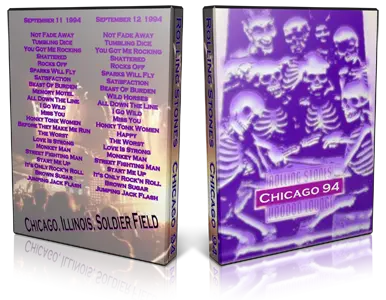 September 11 1994
Not Fade Away
Tumbling Dice
You Got Me Rocking
Shattered
Rocks Off
Sparks Will Fly
Satisfaction
Beast Of Burden
Memory Motel
All Down The Line
I Go Wild
Miss You
Honky Tonk Women
Before They Make Me Run
The Worst
Love Is Strong
Monkey Man
Street Fighting Man
Start Me Up
It's Only Rock'n Roll
Brown Sugar
Jumping Jack Flash
September 12 1994
Not Fade Away
Tumbling Dice
You Got Me Rocking
Shattered
Rocks Off
Sparks Will Fly
Satisfaction
Beast Of Burden
Wild Horses
All Down The Line
I Go Wild
Miss You
Honky Tonk Women
Happy
The Worst
Love Is Strong
Monkey Man
Street Fighting Man
Start Me Up
It's Only Rock'n Roll
Brown Sugar
Jumping Jack Flash
Chicago, Illinois, Soldier Field
Rolling Stones Chicago 94
Rolling Stones Chicago 94
Rolling Stones
Chicago 94
Voodoo Lounge